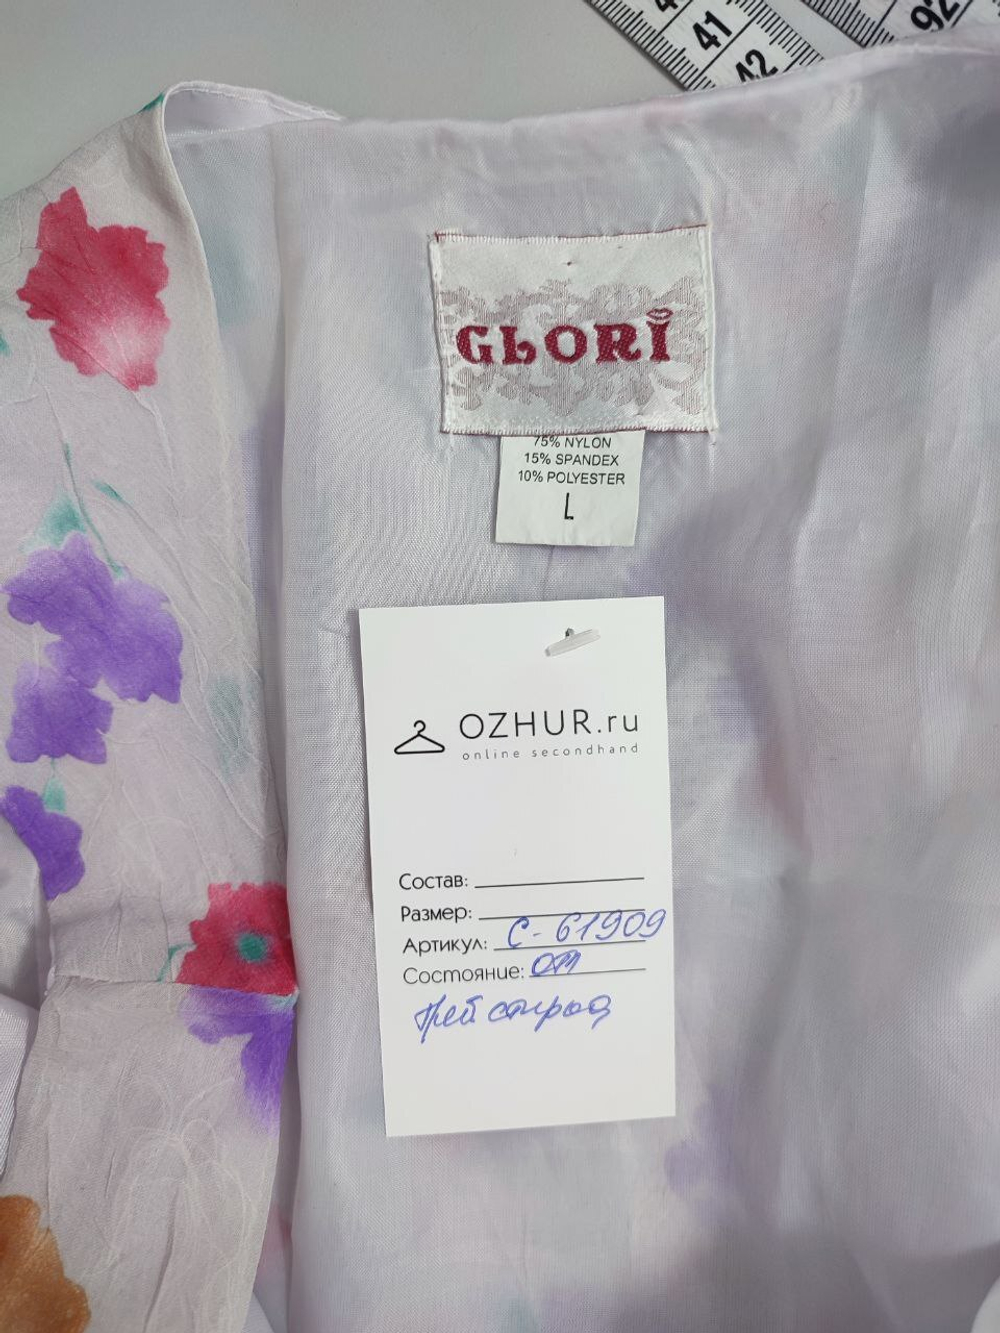 41
42
92
GLORI
75% NYLON
15% SPANDEX
10% POLYESTER
L
OZHUR.ru
online secondhand
Состав:
Размер:
Артикул: С-61909
Состояние: от